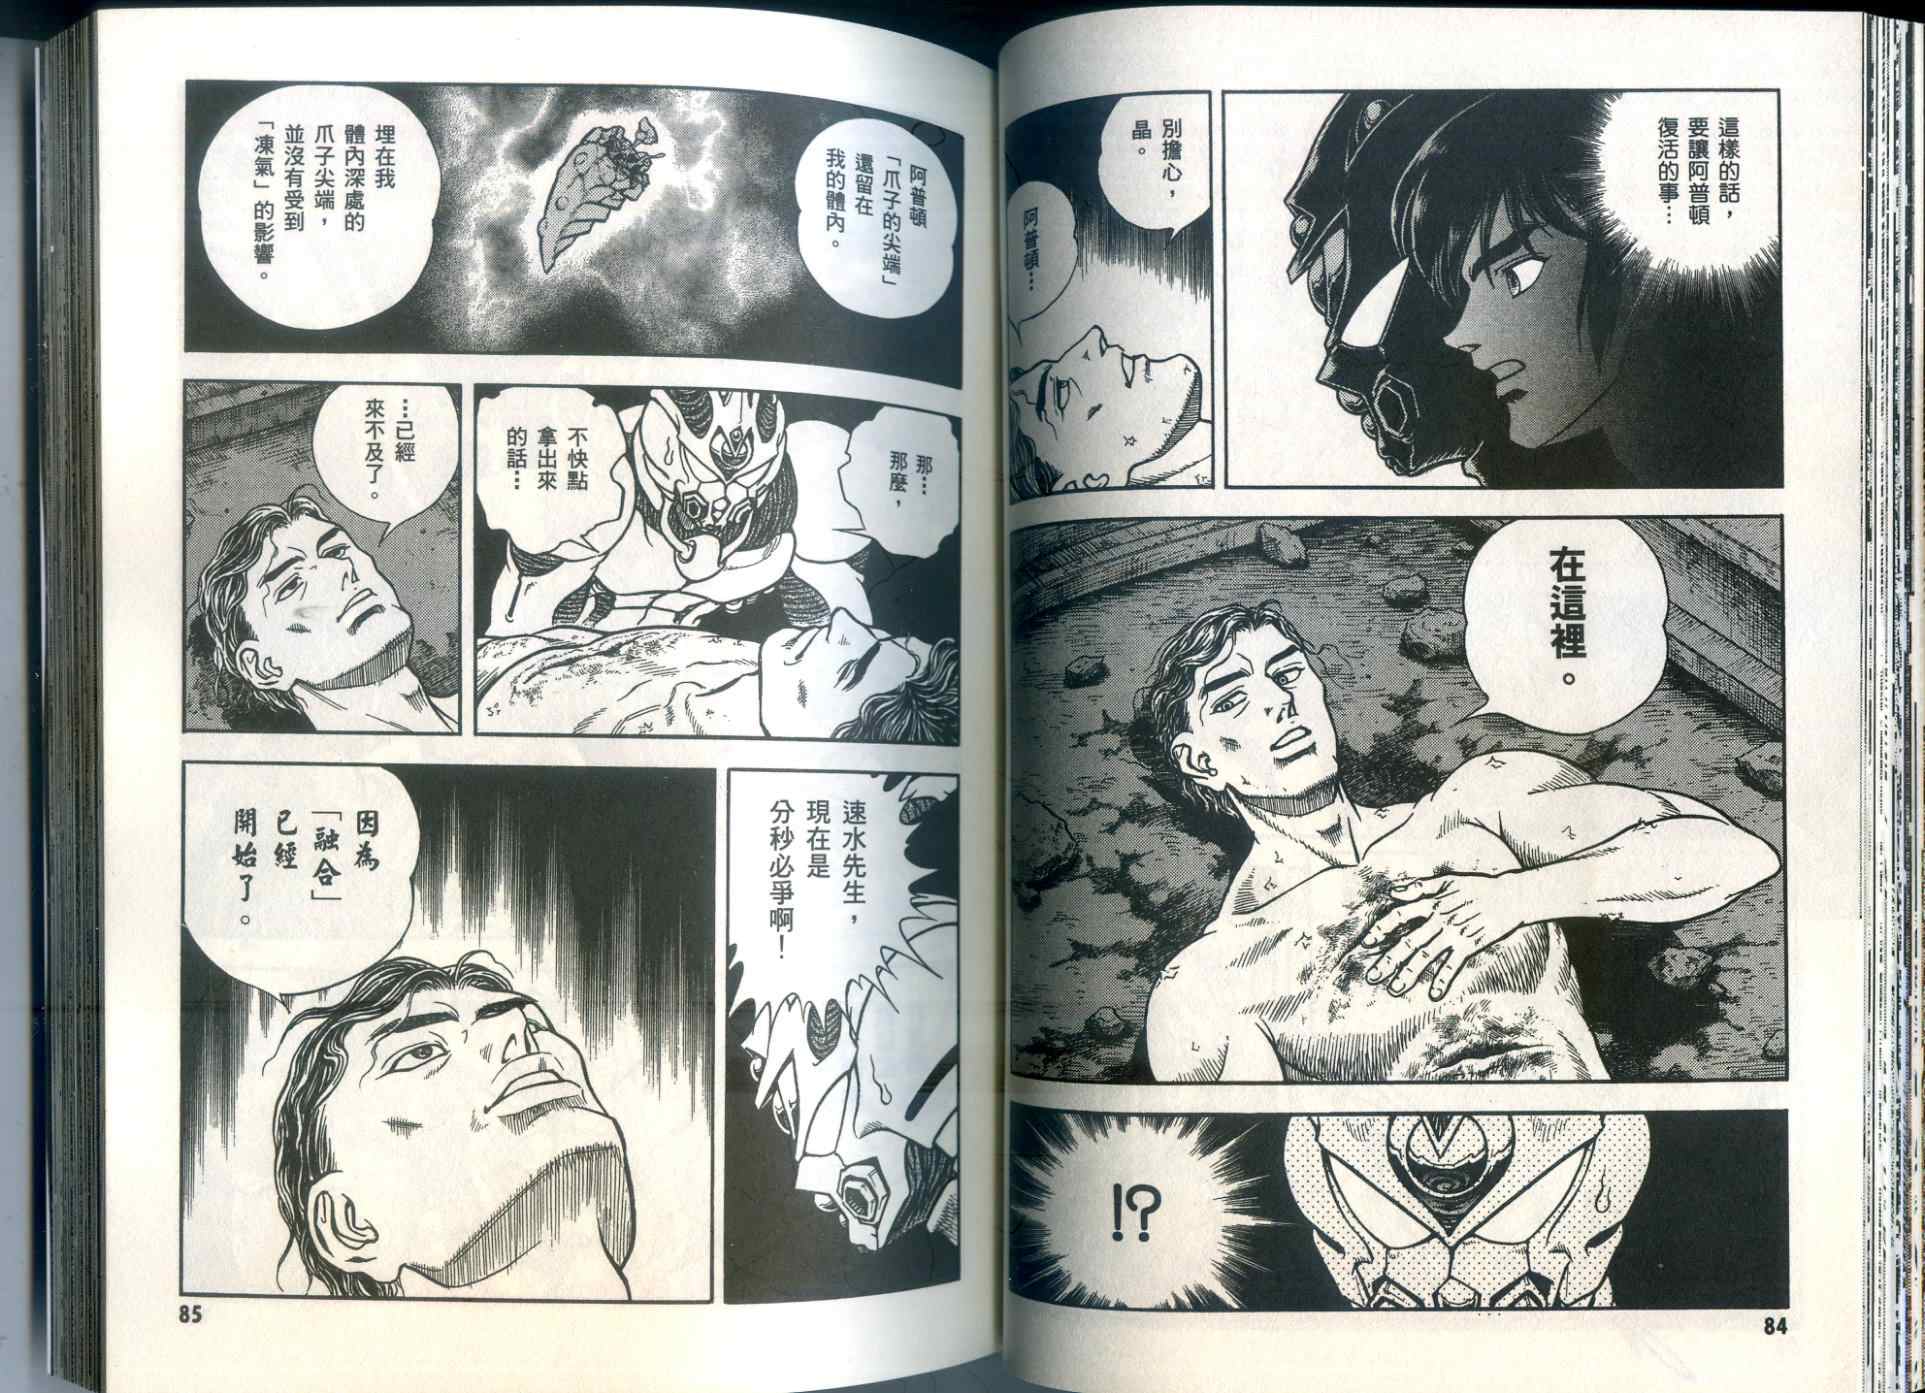 這樣的話，
要讓阿普頓
復活的事…
別擔心，
晶。
阿普頓…
在這裡。
!?
84
阿普頓
「爪子的尖端」
還留在
我的體內。
埋在我
體內深處的
爪子尖端，
並沒有受到
「凍氣」的影響。
那…
那麼，
不快點
拿出來
的話…
…已經
來不及了。
速水先生，
現在是
分秒必爭啊！
因為
「融合」
已經
開始了。
85